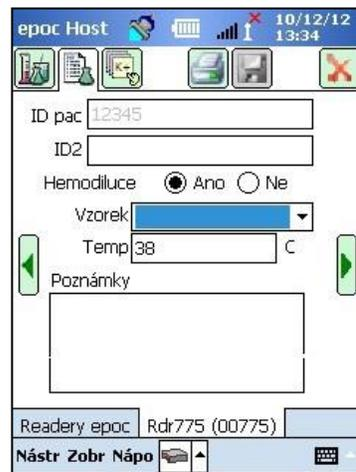 epoc Host 10/12/12
13:34
K+
ID pac 12345
ID2
Hemodiluce Ano Ne
Vzorek
Temp 38 C
Poznámky
Readery epoc Rdr775 (00775)
Nástr Zobr Nápo